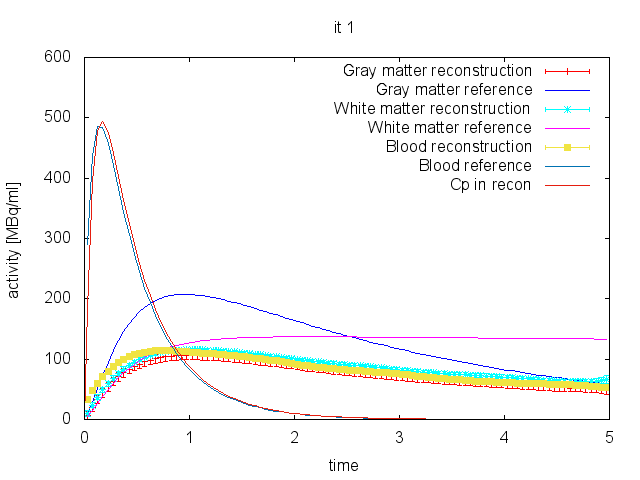 it 1
600
500
400
300
200
100
0
activity [MBq/ml]
Gray matter reconstruction
Gray matter reference
White matter reconstruction
White matter reference
Blood reconstruction
Blood reference
Cp in recon
0 1 2 3 4 5
time